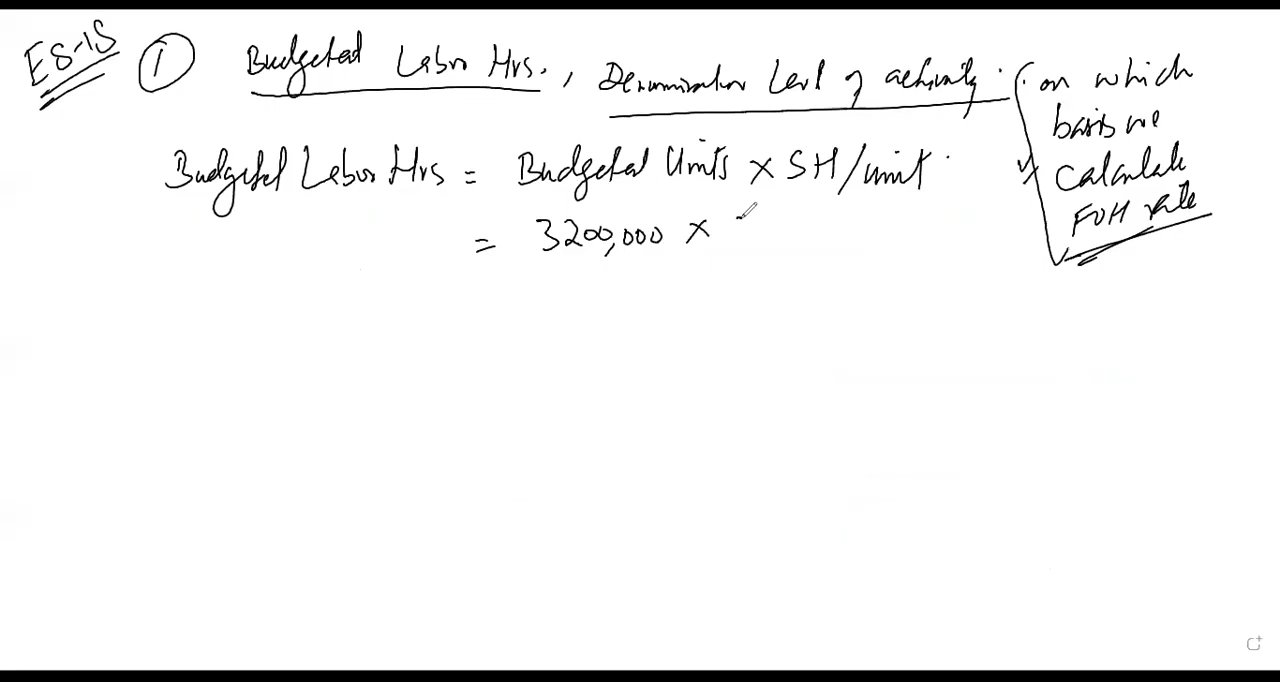 E8-18 ① Budgeted Labor Hrs., Denominator Level of activity. (on which
basis we
calculate
FOH rate
Budgeted Labor Hrs = Budgeted Units × SH/unit.
= 3200,000 ×